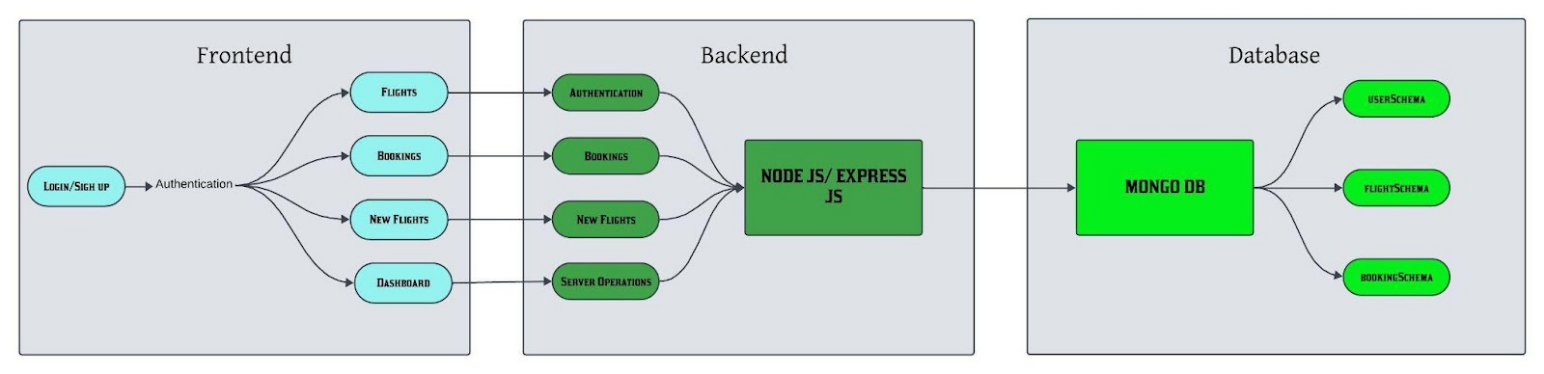 Frontend
Login/Sigh up
Authentication
Flights
Bookings
New Flights
Dashboard
Backend
Authentication
Bookings
New Flights
Server Operations
NODE JS/ EXPRESS
JS
Database
MONGO DB
userSchema
flightSchema
bookingSchema